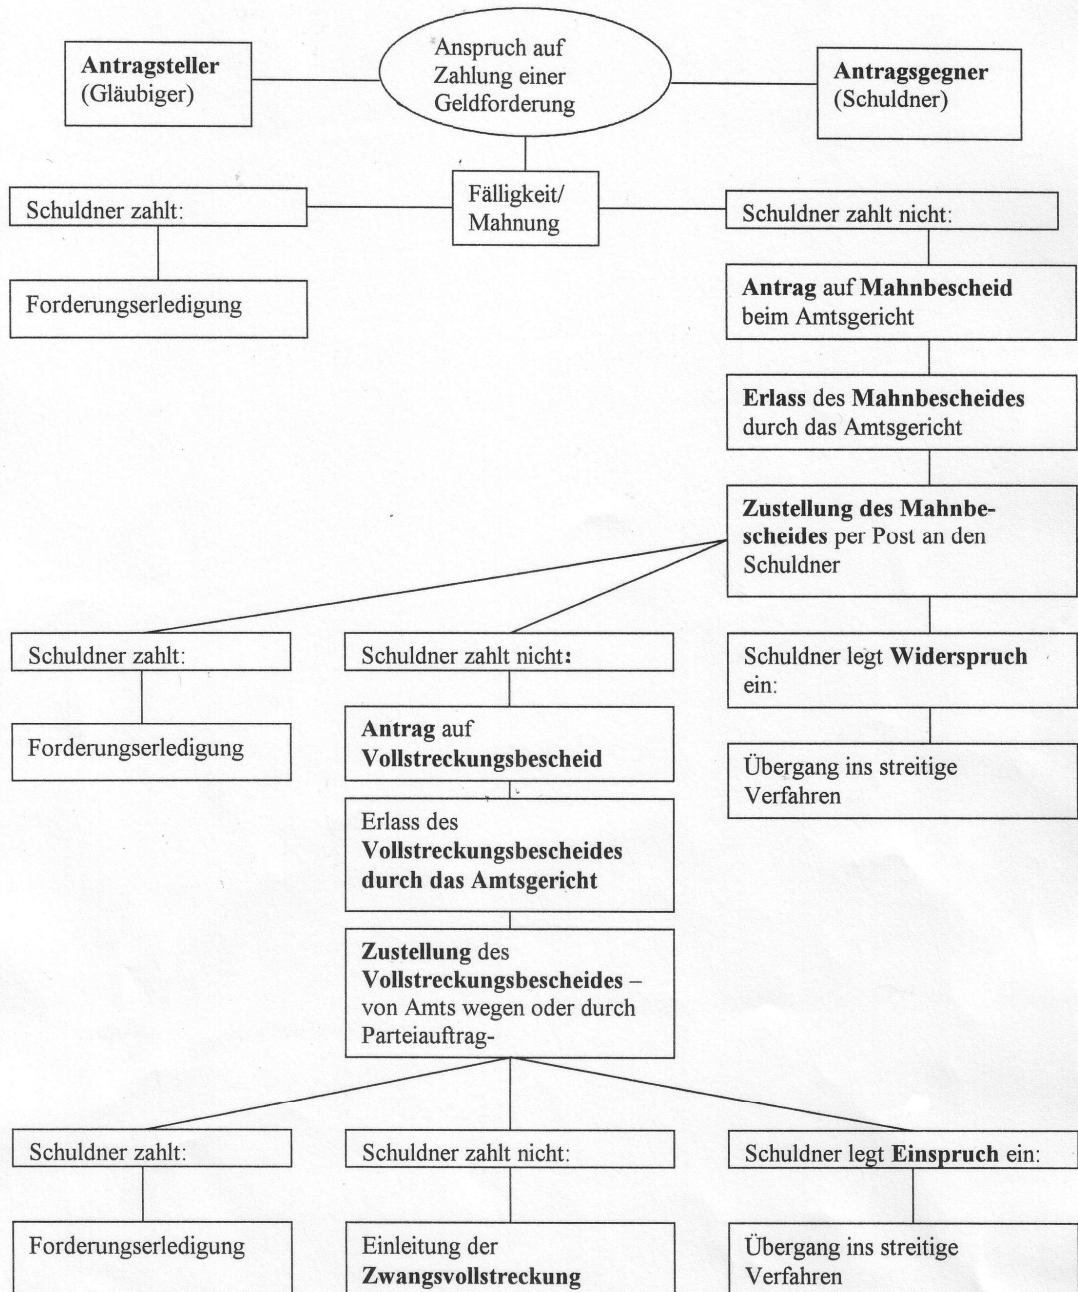 Antragsteller
(Gläubiger)
Anspruch auf
Zahlung einer
Geldforderung
Antragsgegner
(Schuldner)
Schuldner zahlt:
Fälligkeit/
Mahnung
Schuldner zahlt nicht:
Forderungserledigung
Antrag auf Mahnbescheid
beim Amtsgericht
Erlass des Mahnbescheides
durch das Amtsgericht
Zustellung des Mahnbe-
scheides per Post an den
Schuldner
Schuldner zahlt:
Schuldner zahlt nicht:
Schuldner legt Widerspruch
ein:
Forderungserledigung
Antrag auf
Vollstreckungsbescheid
Übergang ins streitige
Verfahren
Erlass des
Vollstreckungsbescheides
durch das Amtsgericht
Zustellung des
Vollstreckungsbescheides –
von Amts wegen oder durch
Parteiauftrag-
Schuldner zahlt:
Schuldner zahlt nicht:
Schuldner legt Einspruch ein:
Forderungserledigung
Einleitung der
Zwangsvollstreckung
Übergang ins streitige
Verfahren